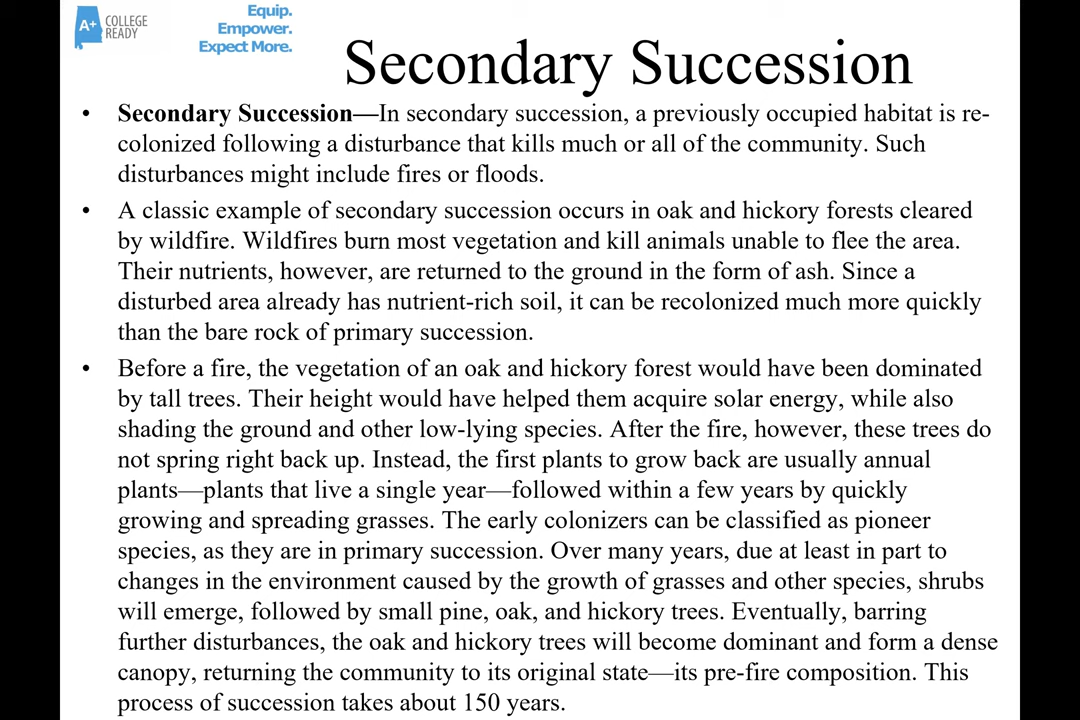 A+ COLLEGE
READY
Equip.
Empower.
Expect More.
Secondary Succession
• Secondary Succession—In secondary succession, a previously occupied habitat is re-
colonized following a disturbance that kills much or all of the community. Such
disturbances might include fires or floods.
• A classic example of secondary succession occurs in oak and hickory forests cleared
by wildfire. Wildfires burn most vegetation and kill animals unable to flee the area.
Their nutrients, however, are returned to the ground in the form of ash. Since a
disturbed area already has nutrient-rich soil, it can be recolonized much more quickly
than the bare rock of primary succession.
• Before a fire, the vegetation of an oak and hickory forest would have been dominated
by tall trees. Their height would have helped them acquire solar energy, while also
shading the ground and other low-lying species. After the fire, however, these trees do
not spring right back up. Instead, the first plants to grow back are usually annual
plants—plants that live a single year—followed within a few years by quickly
growing and spreading grasses. The early colonizers can be classified as pioneer
species, as they are in primary succession. Over many years, due at least in part to
changes in the environment caused by the growth of grasses and other species, shrubs
will emerge, followed by small pine, oak, and hickory trees. Eventually, barring
further disturbances, the oak and hickory trees will become dominant and form a dense
canopy, returning the community to its original state—its pre-fire composition. This
process of succession takes about 150 years.